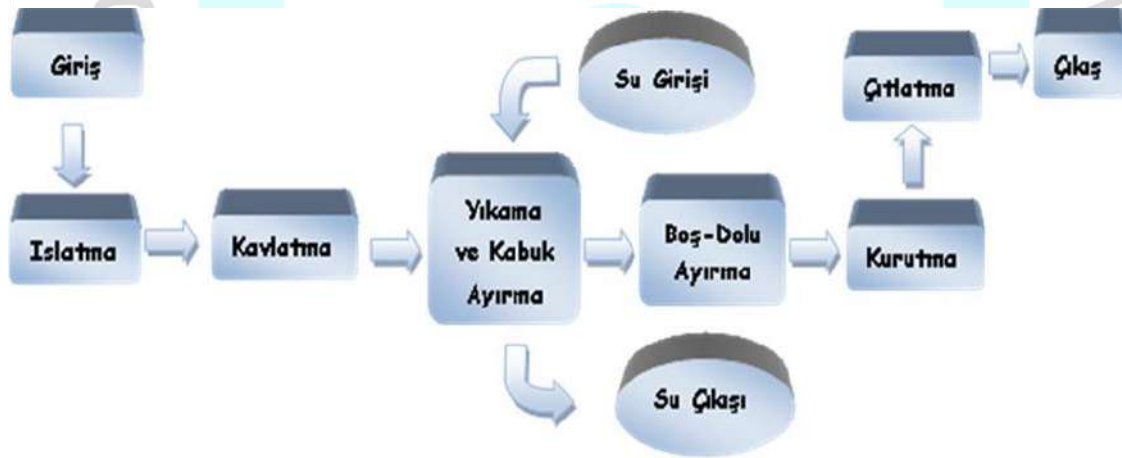 Giriş
Su Girişi
Çıtlatma
Çıkış
Islatma
Kavlatma
Yıkama
ve Kabuk
Ayırma
Boş-Dolu
Ayırma
Kurutma
Su Çıkışı